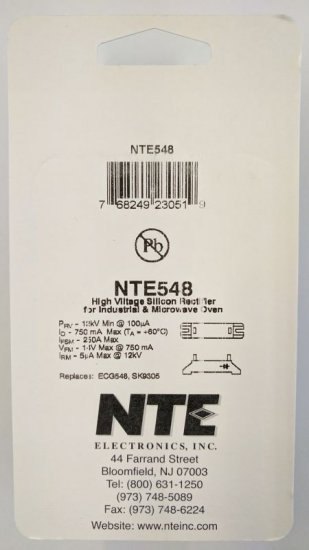 NTE548
7 68249 23051 9
Pb
NTE548
High Vlltage Silicon Rectifier
for Industrial & Microwave Oven
PRV - 13kV Min @ 100µA
IO - 750 mA Max (TA = +60°C)
IFSM - 250A Max
VFM - 14V Max @ 750 mA
IRM - 5µA Max @ 12kV
Replaces: ECG548, SK9305
NTE
ELECTRONICS, INC.
44 Farrand Street
Bloomfield, NJ 07003
Tel: (800) 631-1250
(973) 748-5089
Fax: (973) 748-6224
Website: www.nteinc.com